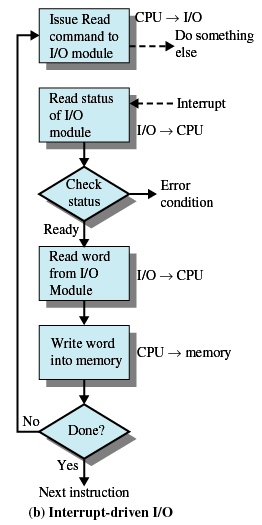 Issue Read
command to
I/O module
CPU → I/O
Do something
else
Read status
of I/O
module
Interrupt
I/O → CPU
Check
status
Error
condition
Ready
Read word
from I/O
Module
I/O → CPU
Write word
into memory
CPU → memory
No
Done?
Yes
Next instruction
(b) Interrupt-driven I/O